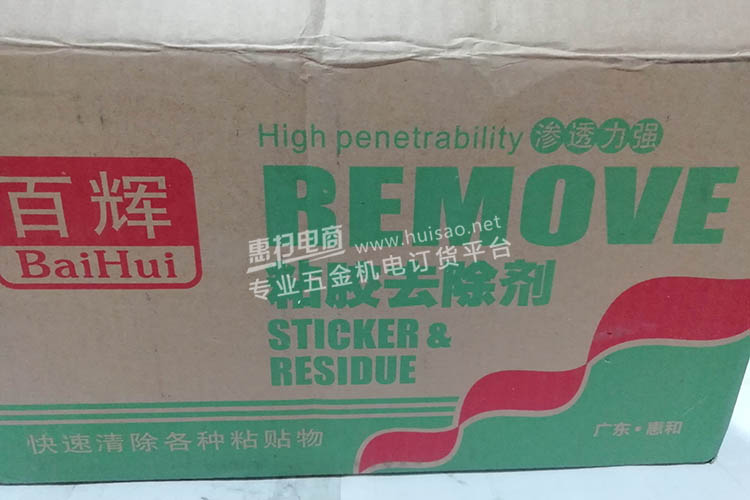 High penetrability 渗透力强
百辉
BaiHui
REMOVE
惠扫电商 www.huisao.net
专业五金机电订货平台
粘胶去除剂
STICKER &
RESIDUE
快速清除各种粘贴物
广东·惠和